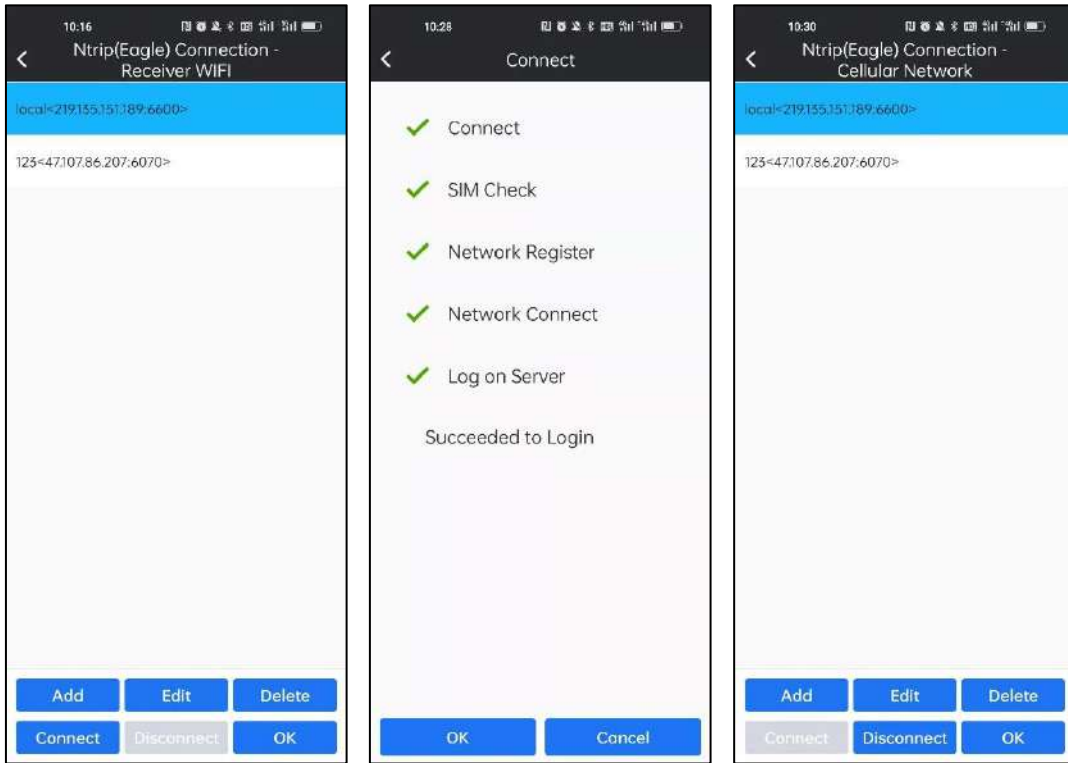 10:16
Ntrip(Eagle) Connection -
Receiver WIFI
local<219.135.151.189:6600>
123<47.107.86.207:6070>
Add Edit Delete
Connect Disconnect OK
10:28
Connect
Connect
SIM Check
Network Register
Network Connect
Log on Server
Succeeded to Login
OK Cancel
10:30
Ntrip(Eagle) Connection -
Cellular Network
local<219.135.151.189:6600>
123<47.107.86.207:6070>
Add Edit Delete
Connect Disconnect OK